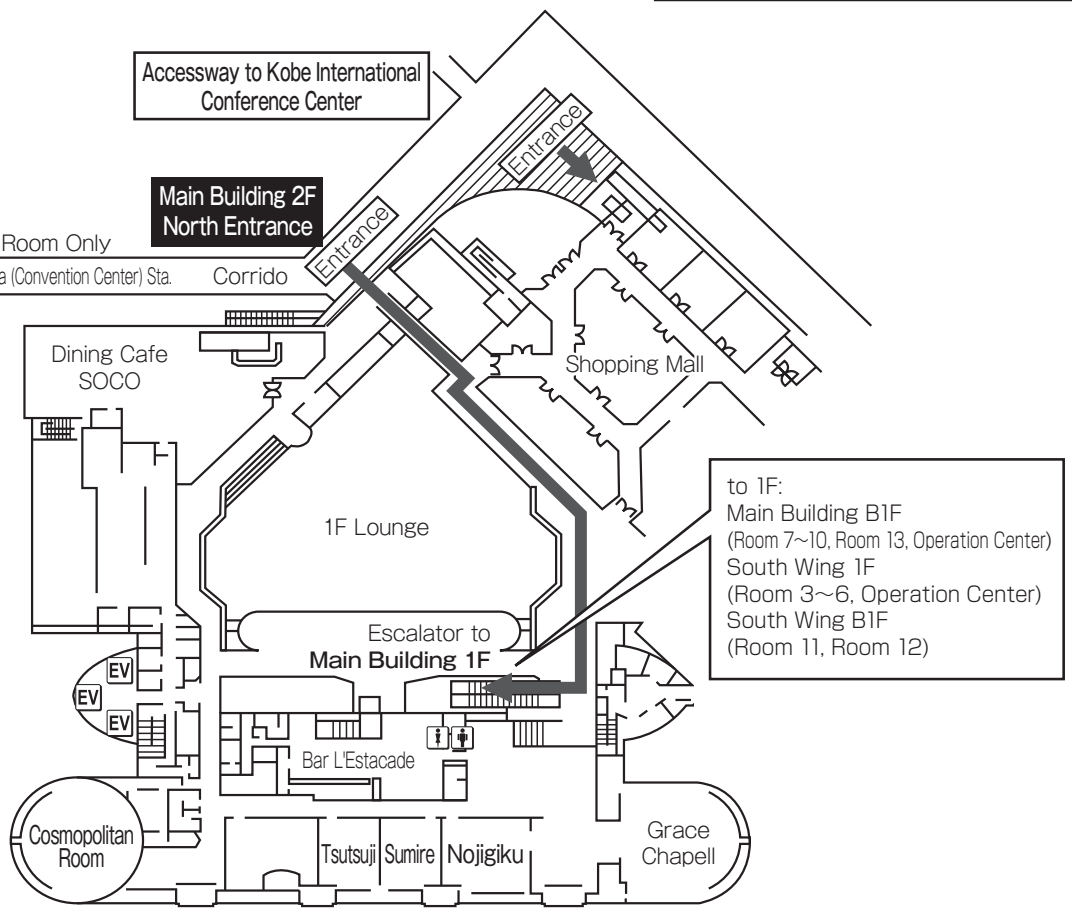 Accessway to Kobe International
Conference Center
Entrance
Main Building 2F
North Entrance
Entrance
Room Only
a (Convention Center) Sta.
Corrido
Dining Cafe
SOCO
Shopping Mall
1F Lounge
to 1F:
Main Building B1F
(Room 7~10, Room 13, Operation Center)
South Wing 1F
(Room 3~6, Operation Center)
South Wing B1F
(Room 11, Room 12)
Escalator to
Main Building 1F
EV
EV
EV
Bar L'Estacade
Cosmopolitan
Room
Tsutsuji
Sumire
Nojigiku
Grace
Chapell